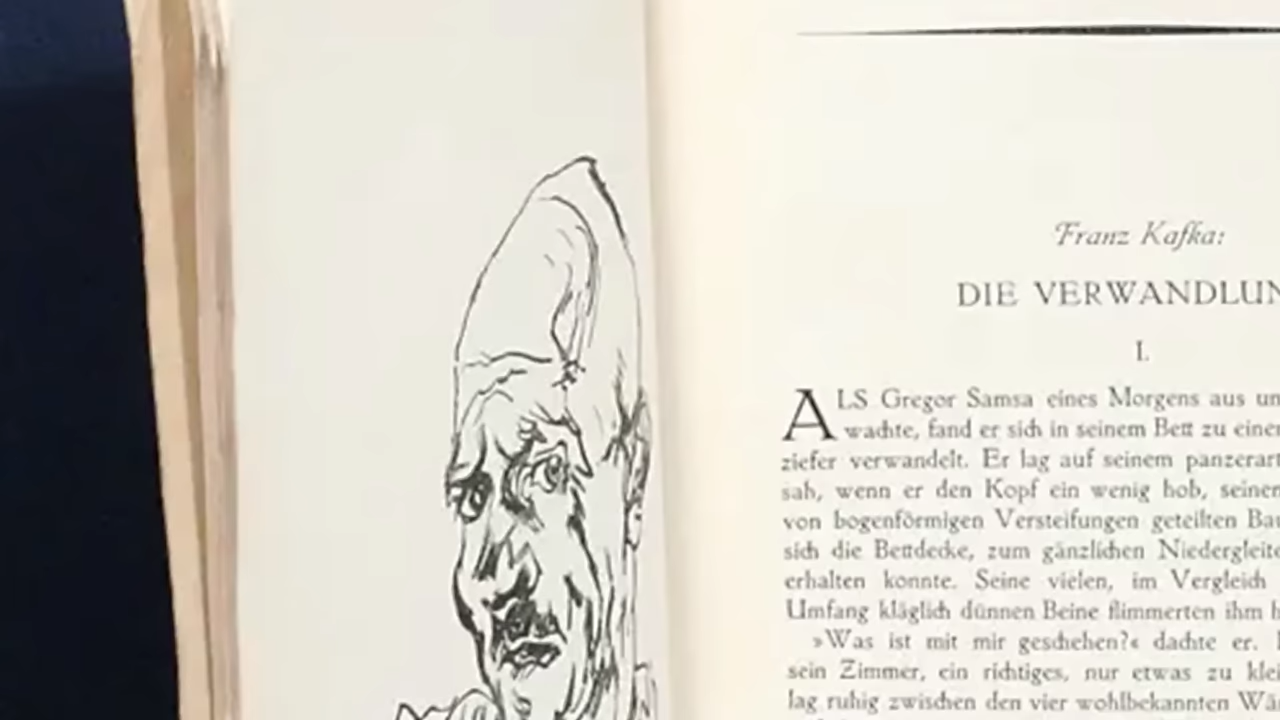 Franz Kafka:
DIE VERWANDLUN
I.
ALS Gregor Samsa eines Morgens aus un
wachte, fand er sich in seinem Bett zu einem
ziefer verwandelt. Er lag auf seinem panzerart
sah, wenn er den Kopf ein wenig hob, seinen
von bogenförmigen Versteifungen geteilten Bau
sich die Bettdecke, zum gänzlichen Niedergleite
erhalten konnte. Seine vielen, im Vergleich
Umfang kläglich dünnen Beine flimmerten ihm h
»Was ist mit mir geschehen?« dachte er.
sein Zimmer, ein richtiges, nur etwas zu klei
lag ruhig zwischen den vier wohlbekannten Wä